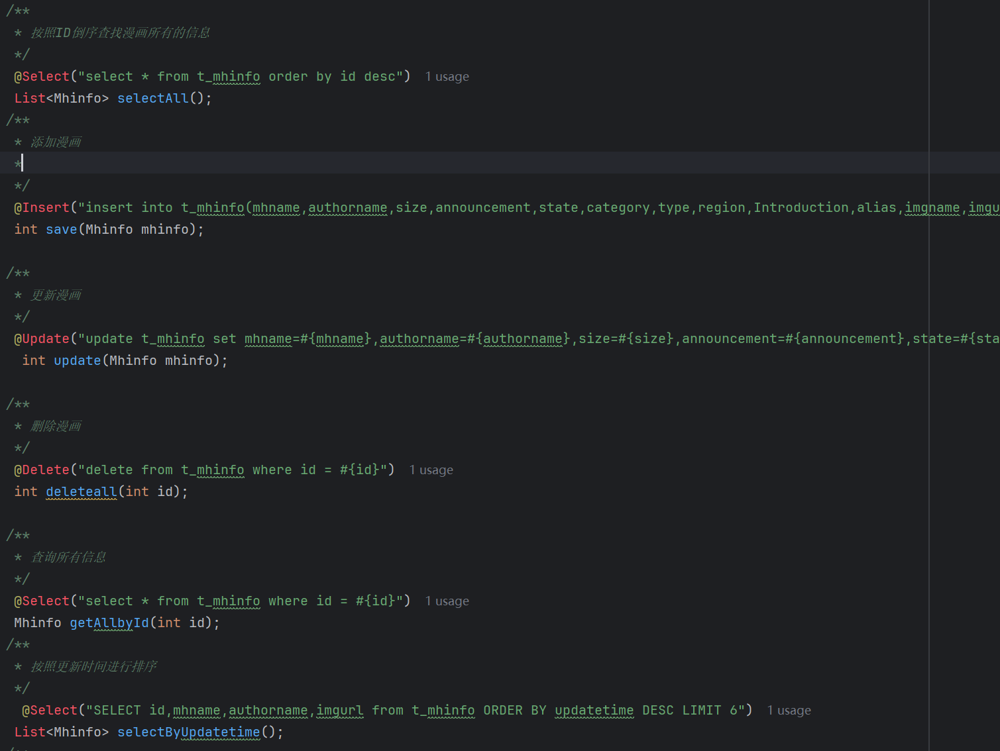 /**
* 按照ID倒序查找漫画所有的信息
*/
@Select("select * from t_mhinfo order by id desc") 1 usage
List<Mhinfo> selectAll();
/**
* 添加漫画
*
*/
@Insert("insert into t_mhinfo(mhname,authorname,size,announcement,state,category,type,region,Introduction,alias,imgname,imgu
int save(Mhinfo mhinfo);
/**
* 更新漫画
*/
@Update("update t_mhinfo set mhname=#{mhname},authorname=#{authorname},size=#{size},announcement=#{announcement},state=#{sta
int update(Mhinfo mhinfo);
/**
* 删除漫画
*/
@Delete("delete from t_mhinfo where id = #{id}") 1 usage
int deleteall(int id);
/**
* 查询所有信息
*/
@Select("select * from t_mhinfo where id = #{id}") 1 usage
Mhinfo getAllbyId(int id);
/**
* 按照更新时间进行排序
*/
@Select("SELECT id,mhname,authorname,imgurl from t_mhinfo ORDER BY updatetime DESC LIMIT 6") 1 usage
List<Mhinfo> selectByUpdatetime();